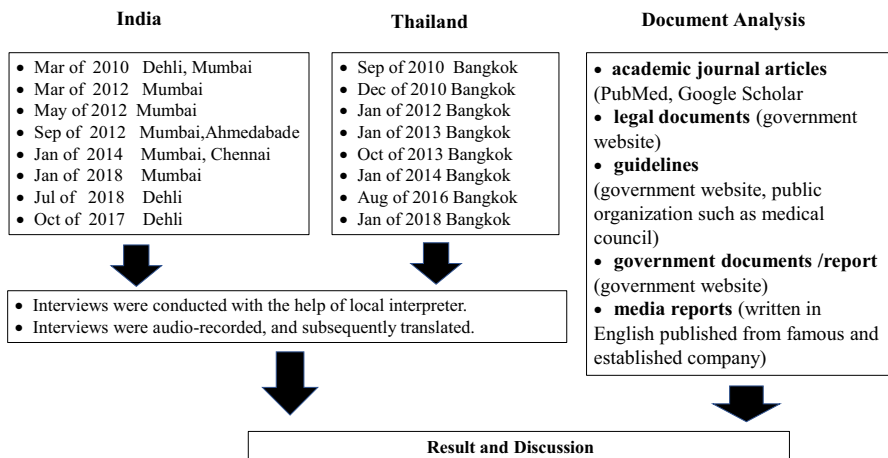 India
• Mar of 2010 Dehli, Mumbai
• Mar of 2012 Mumbai
• May of 2012 Mumbai
• Sep of 2012 Mumbai,Ahmedabade
• Jan of 2014 Mumbai, Chennai
• Jan of 2018 Mumbai
• Jul of 2018 Dehli
• Oct of 2017 Dehli
Thailand
• Sep of 2010 Bangkok
• Dec of 2010 Bangkok
• Jan of 2012 Bangkok
• Jan of 2013 Bangkok
• Oct of 2013 Bangkok
• Jan of 2014 Bangkok
• Aug of 2016 Bangkok
• Jan of 2018 Bangkok
• Interviews were conducted with the help of local interpreter.
• Interviews were audio-recorded, and subsequently translated.
Document Analysis
• academic journal articles
(PubMed, Google Scholar
• legal documents (government
website)
• guidelines
(government website, public
organization such as medical
council)
• government documents /report
(government website)
• media reports (written in
English published from famous and
established company)
Result and Discussion